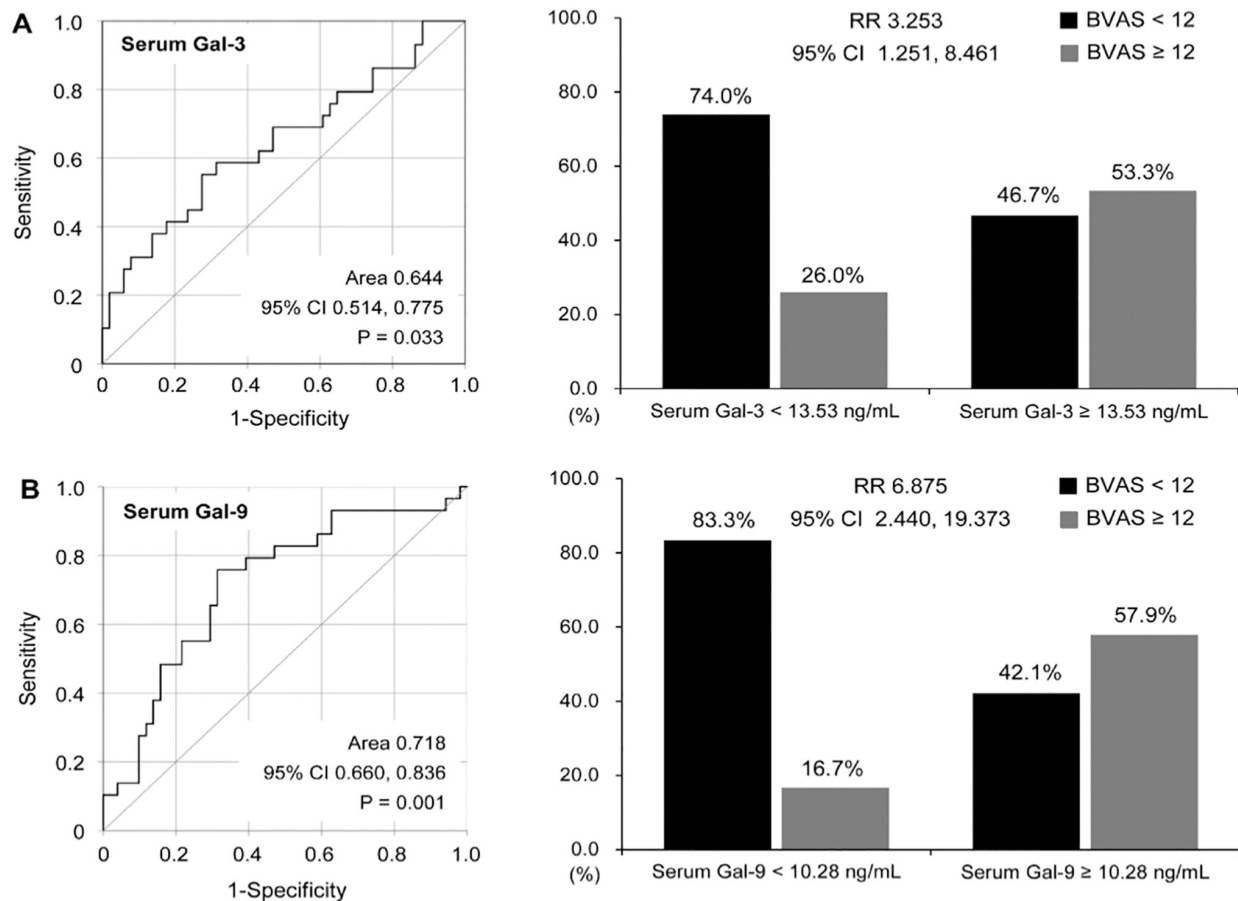 A
Serum Gal-3
1.0
0.8
0.6
0.4
0.2
0
Sensitivity
Area 0.644
95% CI 0.514, 0.775
P = 0.033
0 0.2 0.4 0.6 0.8 1.0
1-Specificity
100.0
80.0
60.0
40.0
20.0
0.0
(%)
RR 3.253
95% CI 1.251, 8.461
BVAS < 12
BVAS ≥ 12
74.0%
26.0%
46.7%
53.3%
Serum Gal-3 < 13.53 ng/mL Serum Gal-3 ≥ 13.53 ng/mL
B
Serum Gal-9
1.0
0.8
0.6
0.4
0.2
0
Sensitivity
Area 0.718
95% CI 0.660, 0.836
P = 0.001
0 0.2 0.4 0.6 0.8 1.0
1-Specificity
100.0
80.0
60.0
40.0
20.0
0.0
(%)
RR 6.875
95% CI 2.440, 19.373
BVAS < 12
BVAS ≥ 12
83.3%
16.7%
42.1%
57.9%
Serum Gal-9 < 10.28 ng/mL Serum Gal-9 ≥ 10.28 ng/mL